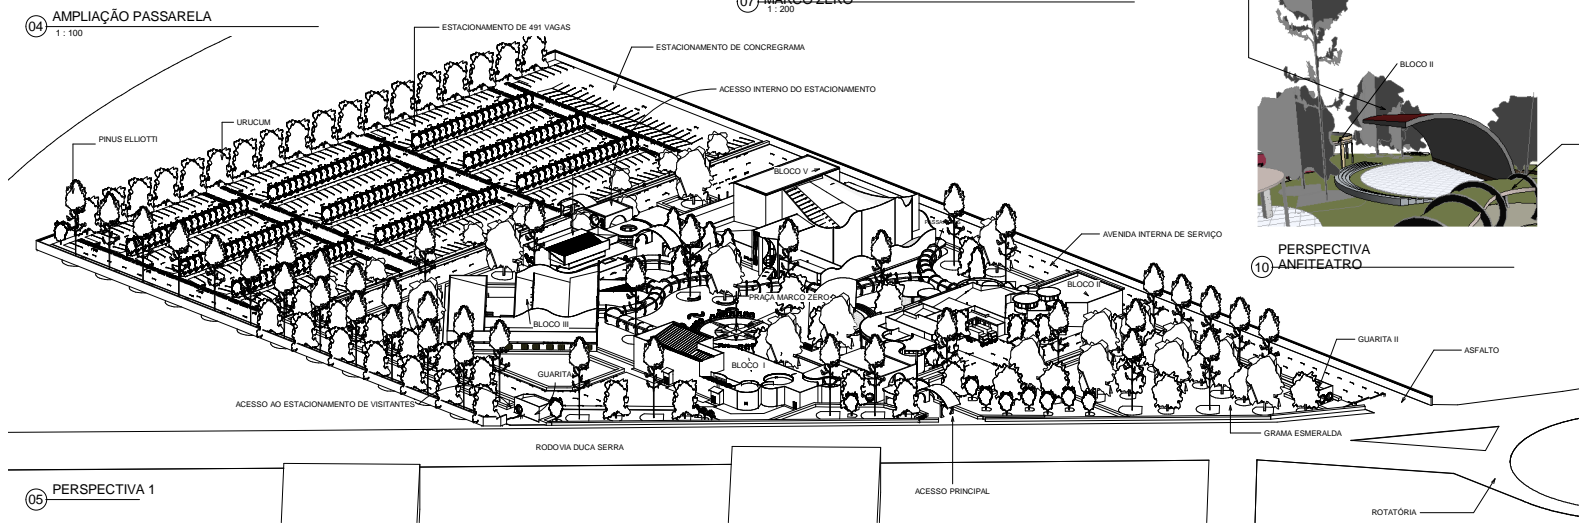 04 AMPLIAÇÃO PASSARELA
1 : 100
07 MARCO ZERO
1 : 200
ESTACIONAMENTO DE 491 VAGAS
ESTACIONAMENTO DE CONCREGRAMA
ACESSO INTERNO DO ESTACIONAMENTO
URUCUM
PINUS ELLIOTTI
BLOCO V
AVENIDA INTERNA DE SERVIÇO
BLOCO II
PRAÇA MARCO ZERO
BLOCO III
BLOCO I
GUARITA
ACESSO AO ESTACIONAMENTO DE VISITANTES
GUARITA II
ASFALTO
GRAMA ESMERALDA
RODOVIA DUCA SERRA
ACESSO PRINCIPAL
ROTATÓRIA
05 PERSPECTIVA 1
BLOCO II
10 PERSPECTIVA
ANFITEATRO